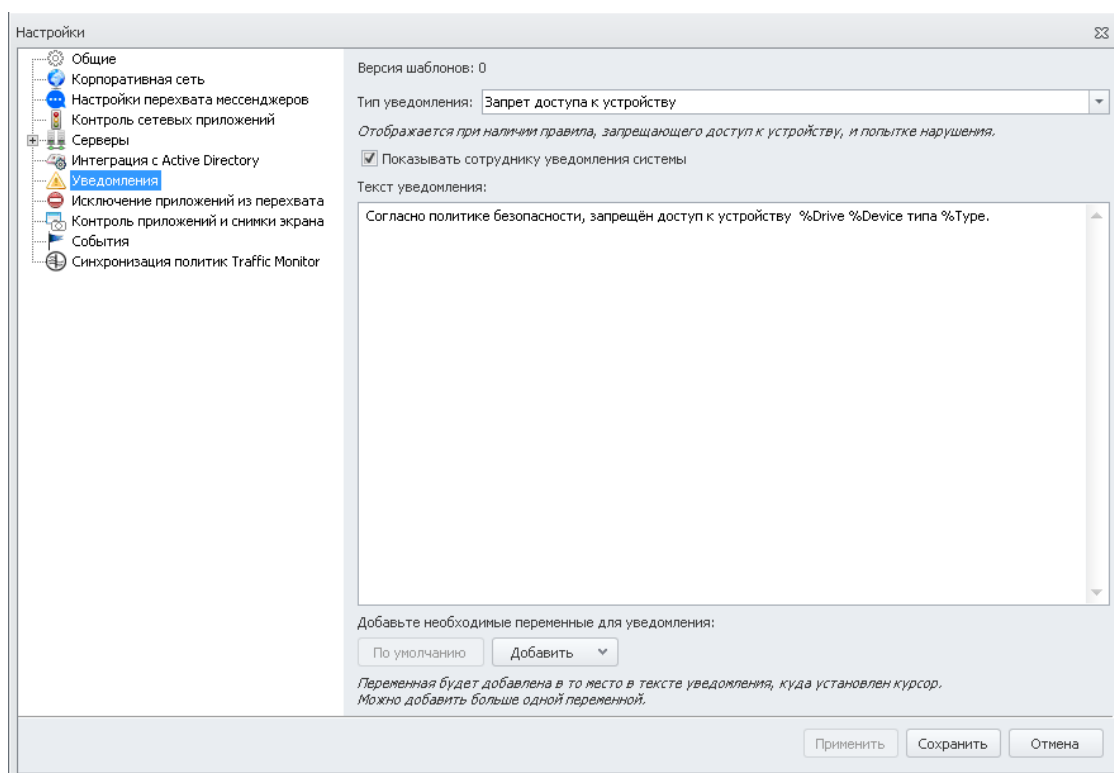 Настройки
Общие
Корпоративная сеть
Настройки перехвата мессенджеров
Контроль сетевых приложений
Серверы
Интеграция с Active Directory
Уведомления
Исключение приложений из перехвата
Контроль приложений и снимки экрана
События
Синхронизация политик Traffic Monitor
Версия шаблонов: 0
Тип уведомления: Запрет доступа к устройству
Отображается при наличии правила, запрещающего доступ к устройству, и попытке нарушения.
Показывать сотруднику уведомления системы
Текст уведомления:
Согласно политике безопасности, запрещён доступ к устройству %Drive %Device типа %Type.
Добавьте необходимые переменные для уведомления:
По умолчанию Добавить
Переменная будет добавлена в то место в тексте уведомления, куда установлен курсор.
Можно добавить больше одной переменной.
Применить Сохранить Отмена